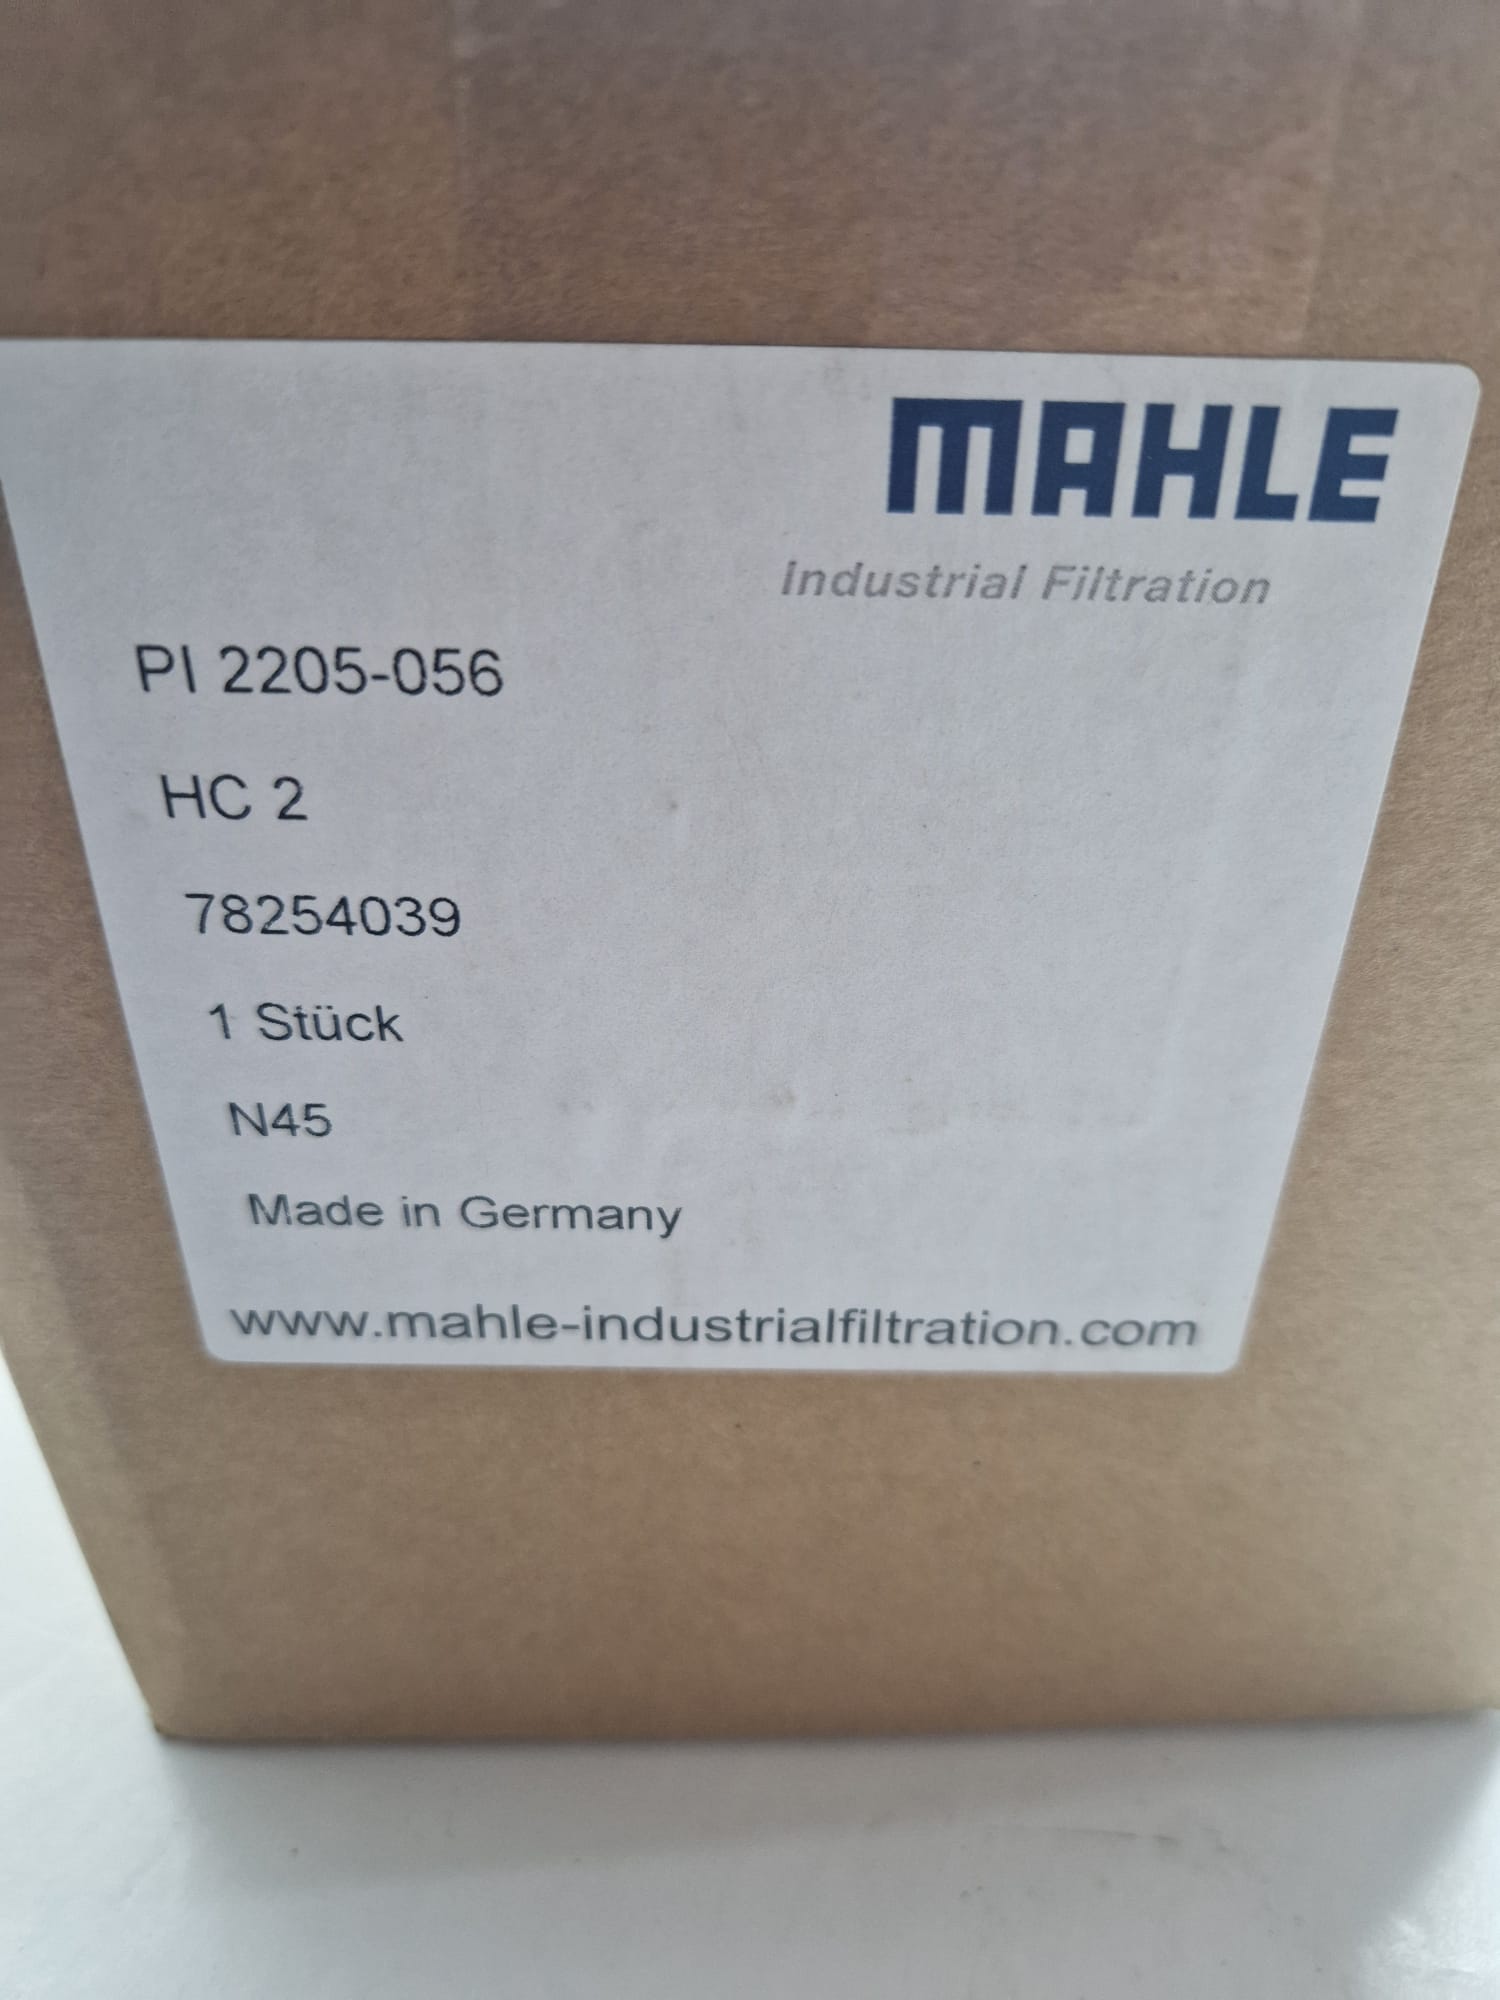 MAHLE
Industrial Filtration
PI 2205-056
HC 2
78254039
1 Stück
N45
Made in Germany
www.mahle-industrialfiltration.com